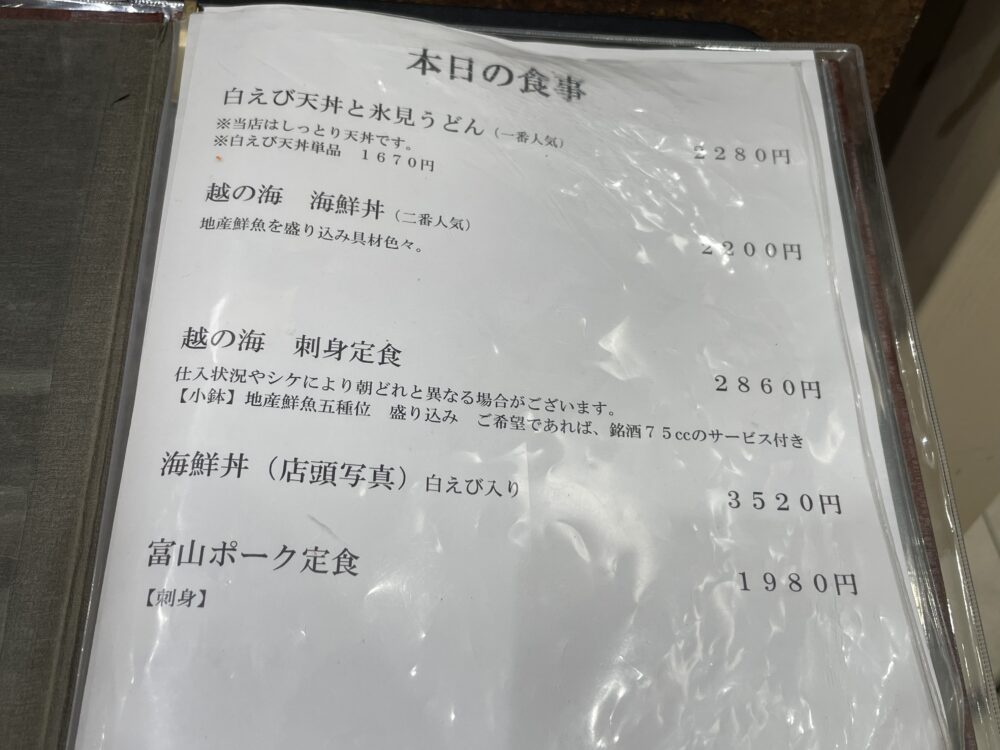 本日の食事
白えび天丼と氷見うどん（一番人気） ２２８０円
※当店はしっとり天丼です。
※白えび天丼単品　１６７０円
越の海　海鮮丼（二番人気） ２２００円
地産鮮魚を盛り込み具材色々。
越の海　刺身定食 ２８６０円
仕入状況やシケにより朝どれと異なる場合がございます。
【小鉢】地産鮮魚五種位　盛り込み　ご希望であれば、銘酒７５ccのサービス付き
海鮮丼（店頭写真）白えび入り ３５２０円
富山ポーク定食 １９８０円
【刺身】